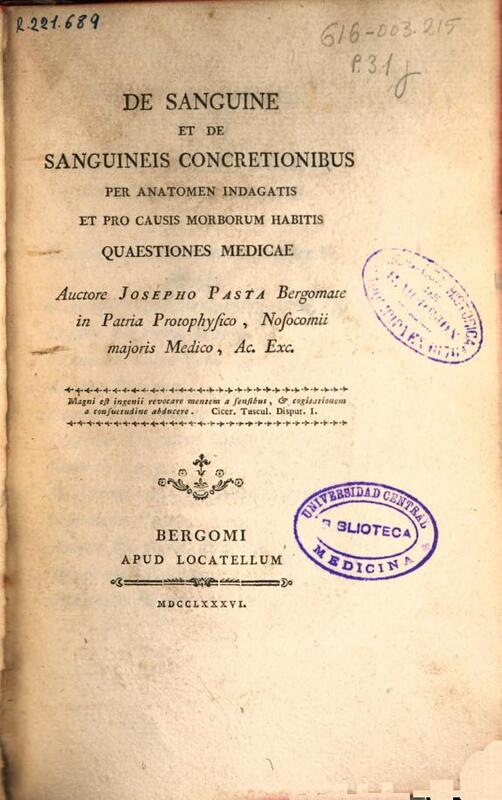 R.221.689
616-003.215
P.31j
DE SANGUINE
ET DE
SANGUINEIS CONCRETIONIBUS
PER ANATOMEN INDAGATIS
ET PRO CAUSIS MORBORUM HABITIS
QUAESTIONES MEDICAE
Auctore JOSEPHO PASTA Bergomate
in Patria Protophysico , Nosocomii
majoris Medico, Ac. Exc.
Magni est ingenii revocare mentem a sensibus, & cogitationem
a consuetudine abducere. Cicer. Tuscul. Disput. I.
UNIVERSIDAD CENTRAL
BIBLIOTECA
MEDICINA
BERGOMI
APUD LOCATELLUM
MDCCLXXXVI.